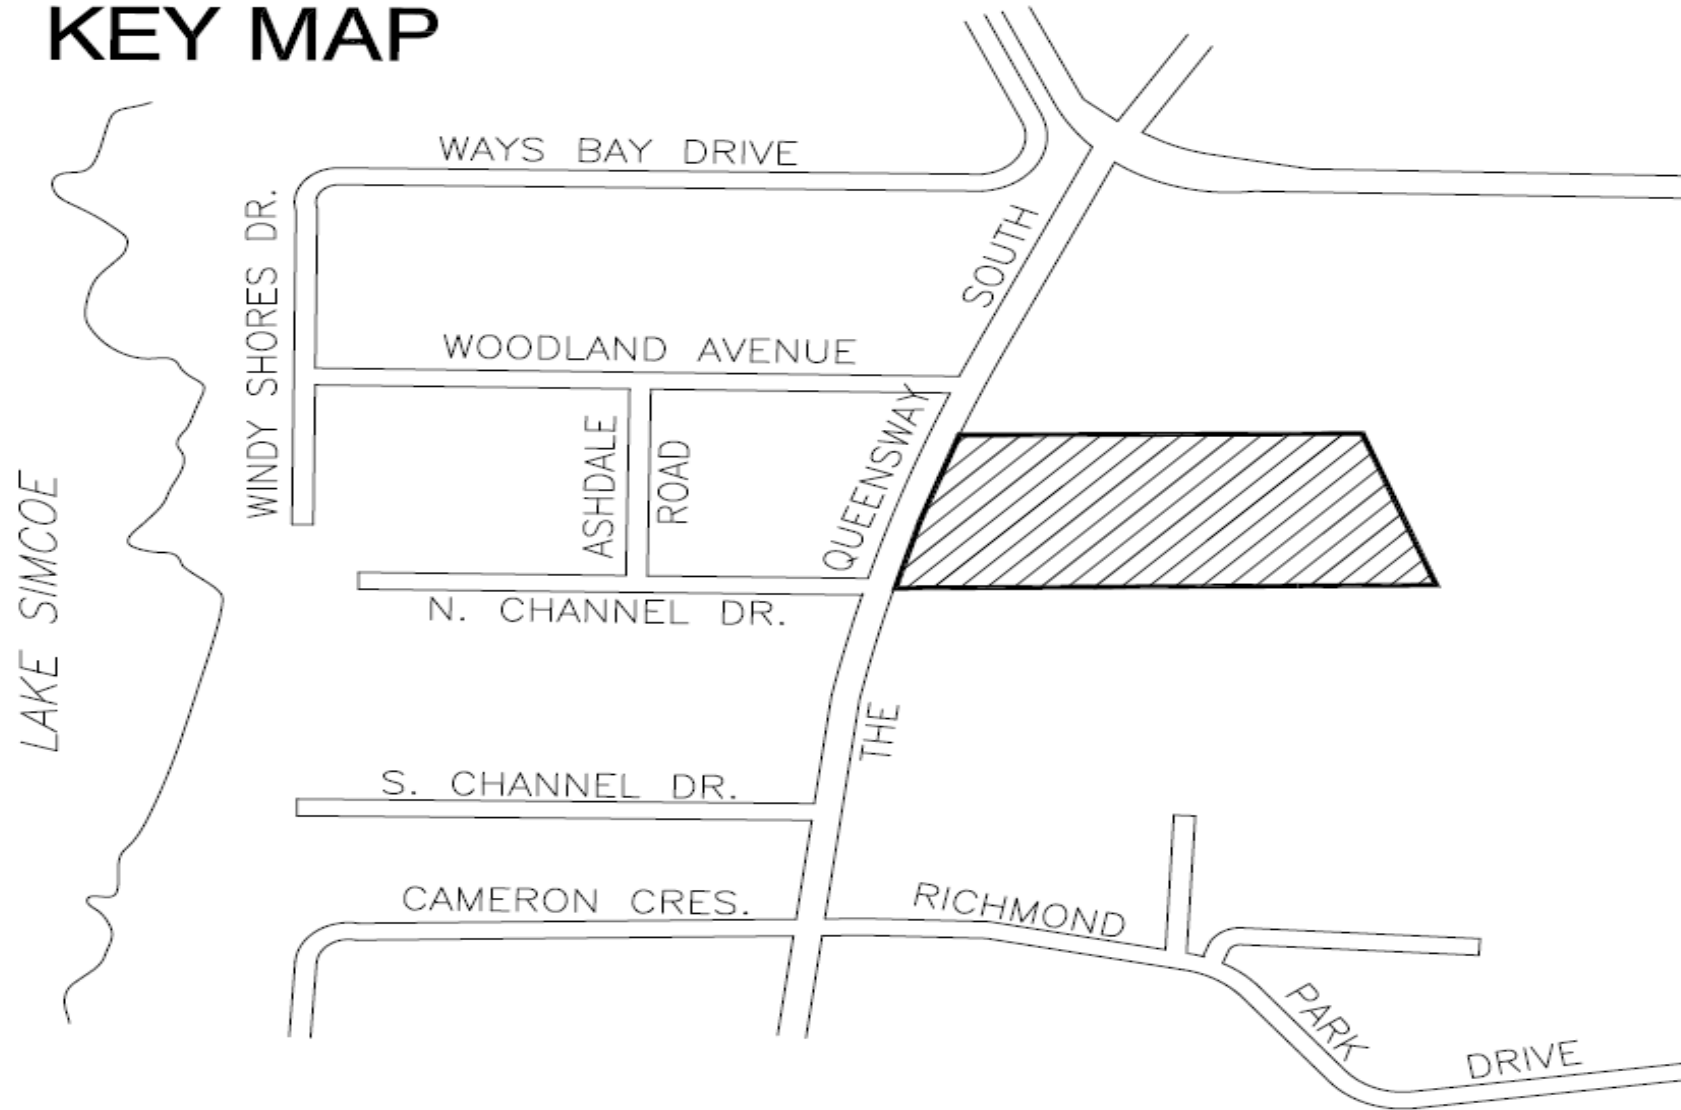 KEY MAP
WAYS BAY DRIVE
WINDY SHORES DR.
SOUTH
WOODLAND AVENUE
QUEENSWAY
ASHDALE
ROAD
LAKE SIMCOE
N. CHANNEL DR.
THE
S. CHANNEL DR.
CAMERON CRES.
RICHMOND
PARK
DRIVE